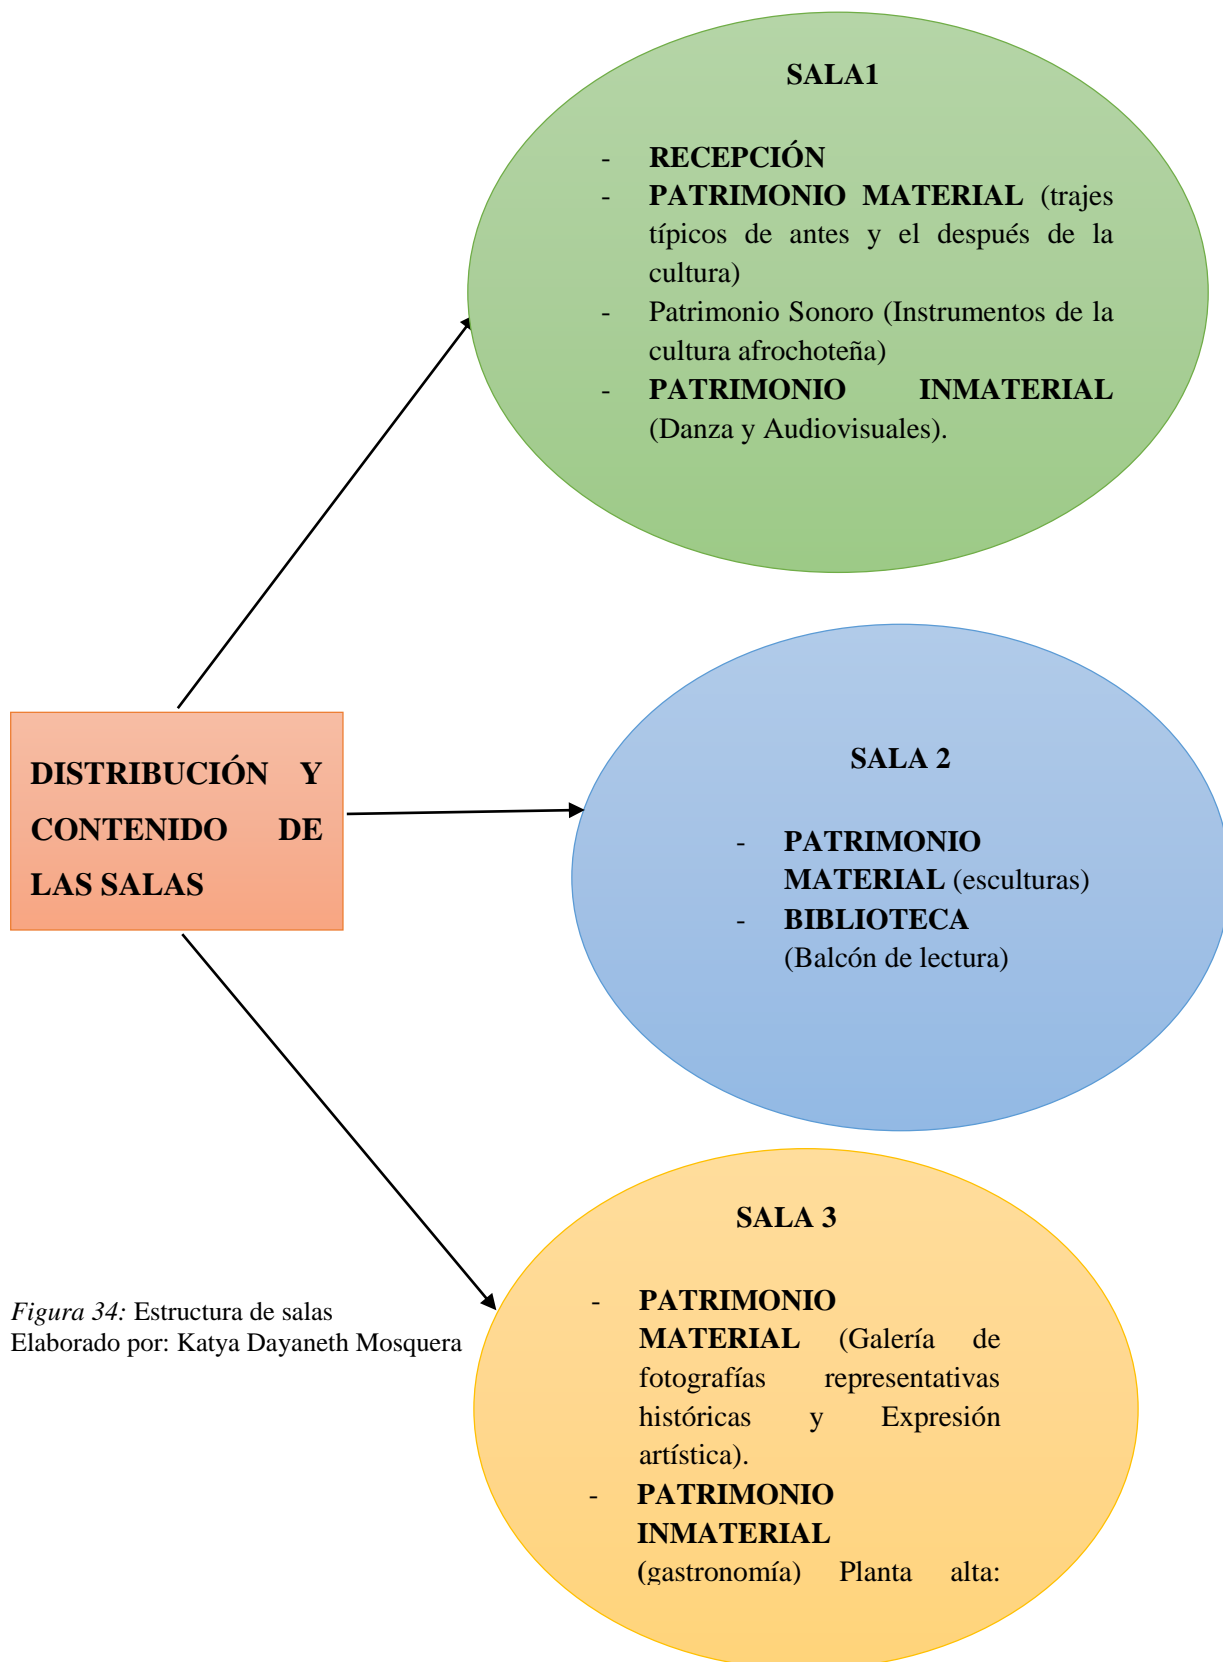 SALA1
- RECEPCIÓN
- PATRIMONIO MATERIAL (trajes
típicos de antes y el después de la
cultura)
- Patrimonio Sonoro (Instrumentos de la
cultura afrochoteña)
- PATRIMONIO INMATERIAL
(Danza y Audiovisuales).
DISTRIBUCIÓN Y
CONTENIDO DE
LAS SALAS
SALA 2
- PATRIMONIO
MATERIAL (esculturas)
- BIBLIOTECA
(Balcón de lectura)
SALA 3
- PATRIMONIO
MATERIAL (Galería de
fotografías representativas
históricas y Expresión
artística).
- PATRIMONIO
INMATERIAL
(gastronomía) Planta alta:
Figura 34: Estructura de salas
Elaborado por: Katya Dayaneth Mosquera